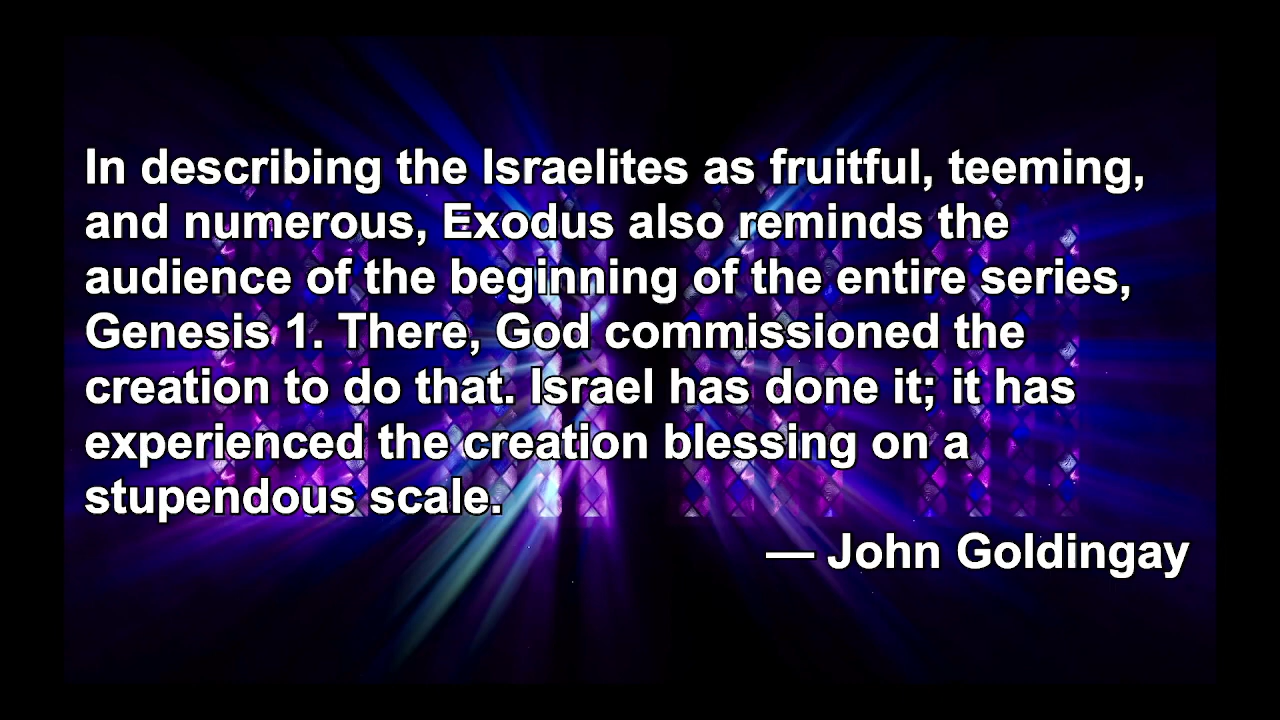 In describing the Israelites as fruitful, teeming,
and numerous, Exodus also reminds the
audience of the beginning of the entire series,
Genesis 1. There, God commissioned the
creation to do that. Israel has done it; it has
experienced the creation blessing on a
stupendous scale.
— John Goldingay